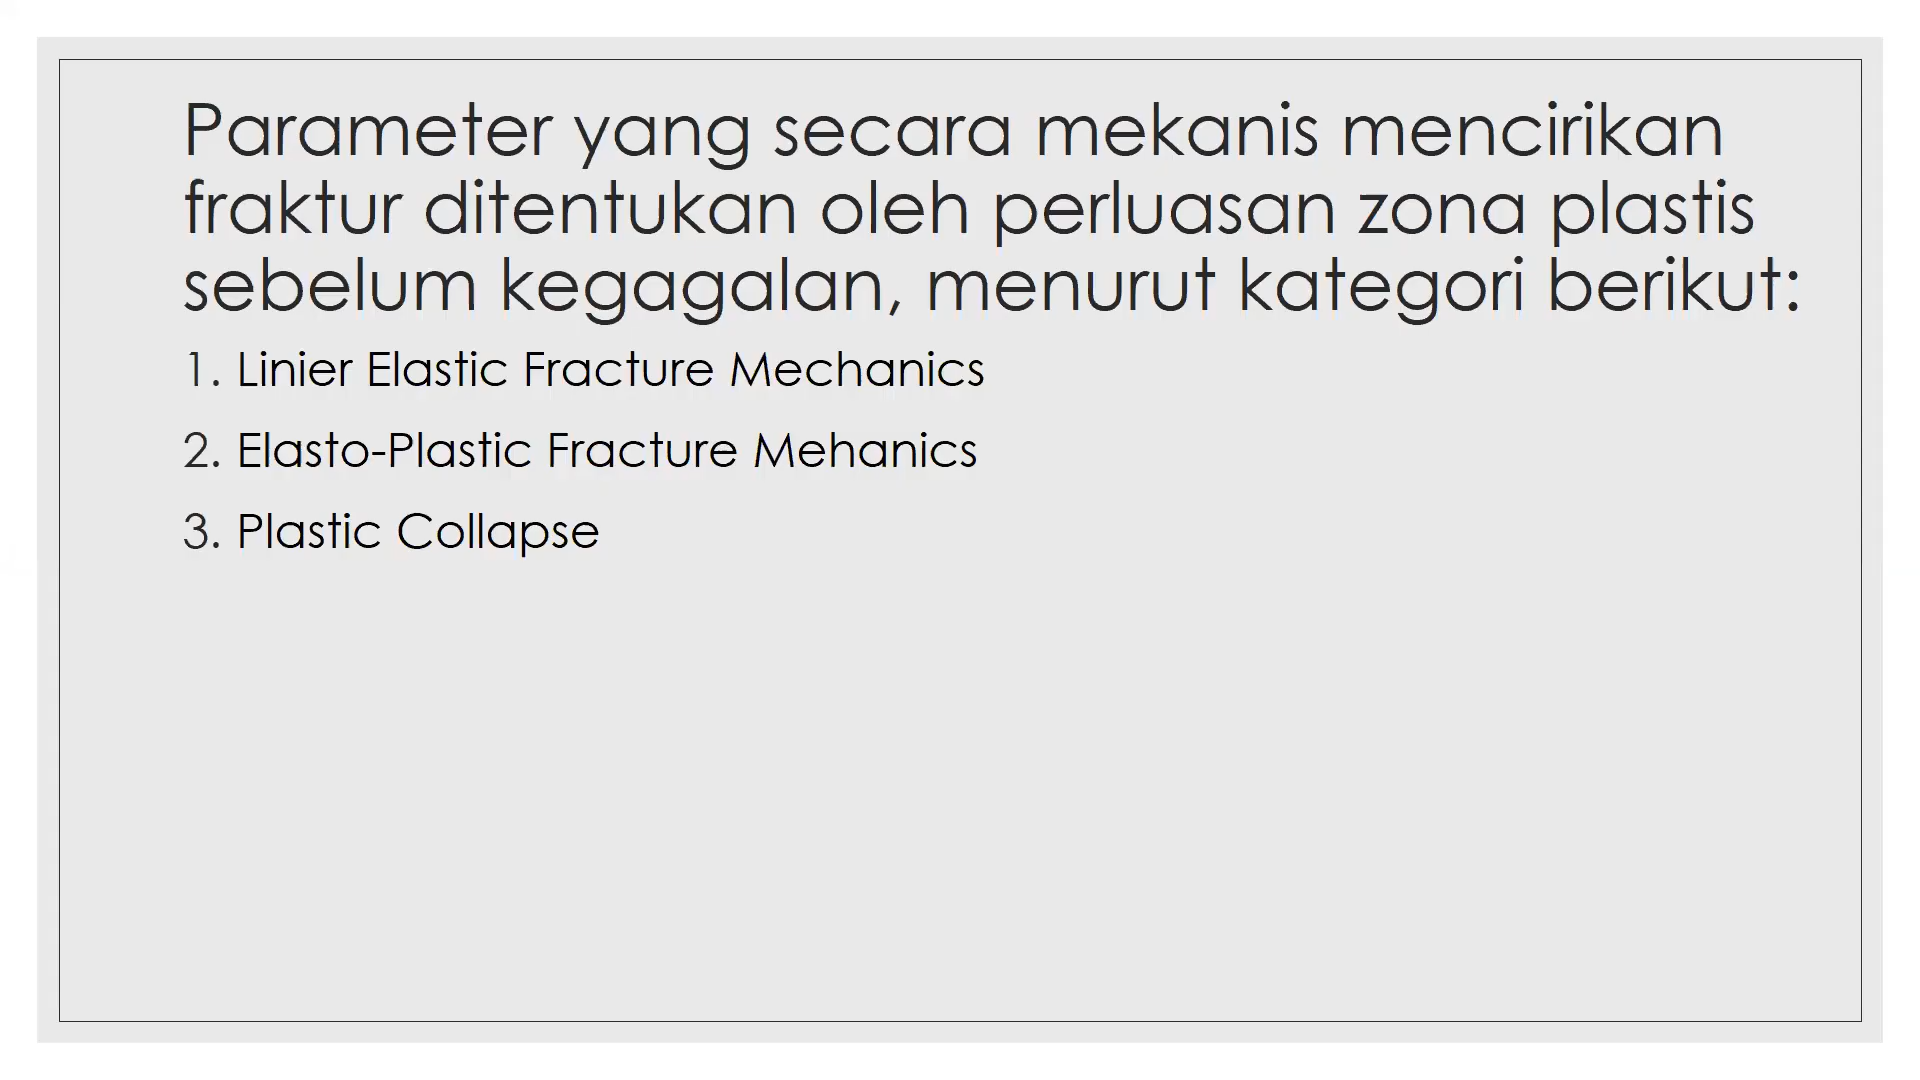 Parameter yang secara mekanis mencirikan
fraktur ditentukan oleh perluasan zona plastis
sebelum kegagalan, menurut kategori berikut:
1. Linier Elastic Fracture Mechanics
2. Elasto-Plastic Fracture Mehanics
3. Plastic Collapse